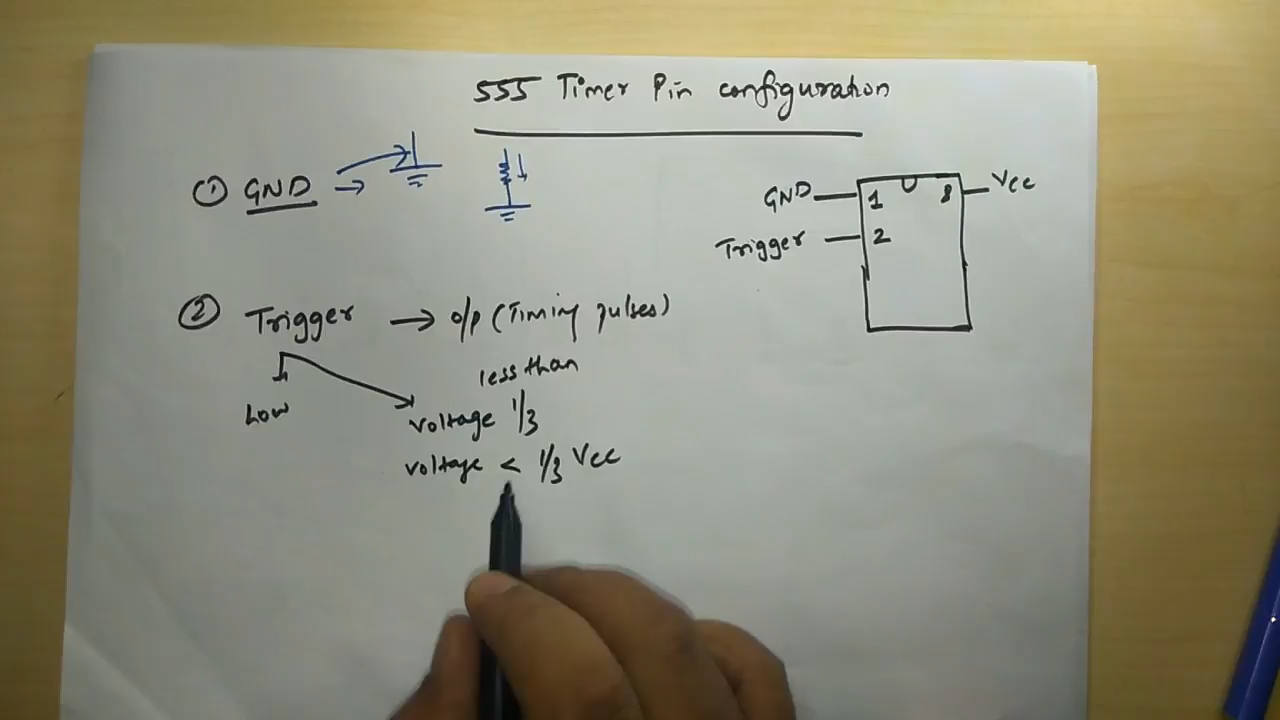 555 Timer Pin configuration
① GND →
GND 1 8 Vcc
Trigger 2
② Trigger → o/p (Timing pulses)
less than
Low
voltage 1/3
voltage < 1/3 Vcc